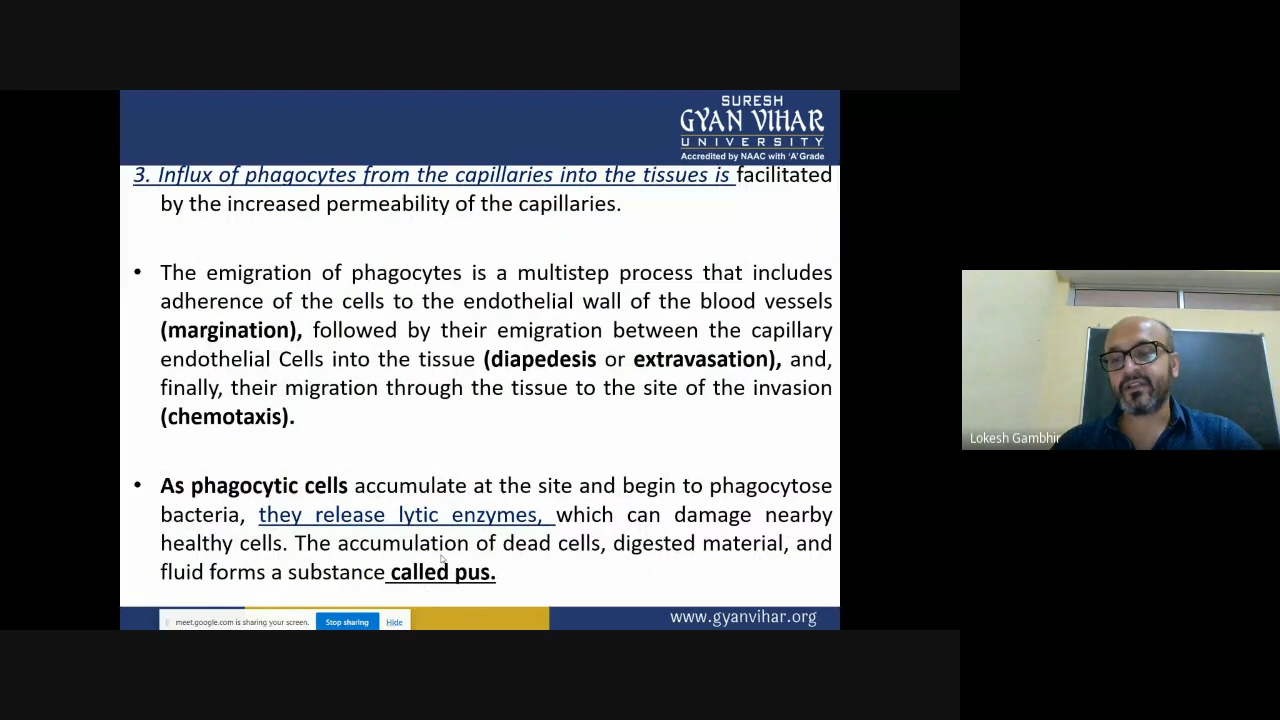 SURESH
GYAN VIHAR
UNIVERSITY
Accredited by NAAC with 'A' Grade
3. Influx of phagocytes from the capillaries into the tissues is facilitated
by the increased permeability of the capillaries.
• The emigration of phagocytes is a multistep process that includes
adherence of the cells to the endothelial wall of the blood vessels
(margination), followed by their emigration between the capillary
endothelial Cells into the tissue (diapedesis or extravasation), and,
finally, their migration through the tissue to the site of the invasion
(chemotaxis).
• As phagocytic cells accumulate at the site and begin to phagocytose
bacteria, they release lytic enzymes, which can damage nearby
healthy cells. The accumulation of dead cells, digested material, and
fluid forms a substance called pus.
www.gyanvihar.org
meet.google.com is sharing your screen. Stop sharing Hide
Lokesh Gambhir